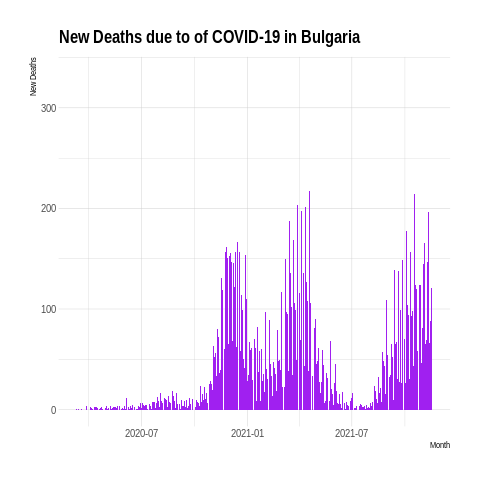 New Deaths due to of COVID-19 in Bulgaria
New Deaths
300
200
100
0
2020-07
2021-01
2021-07
Month